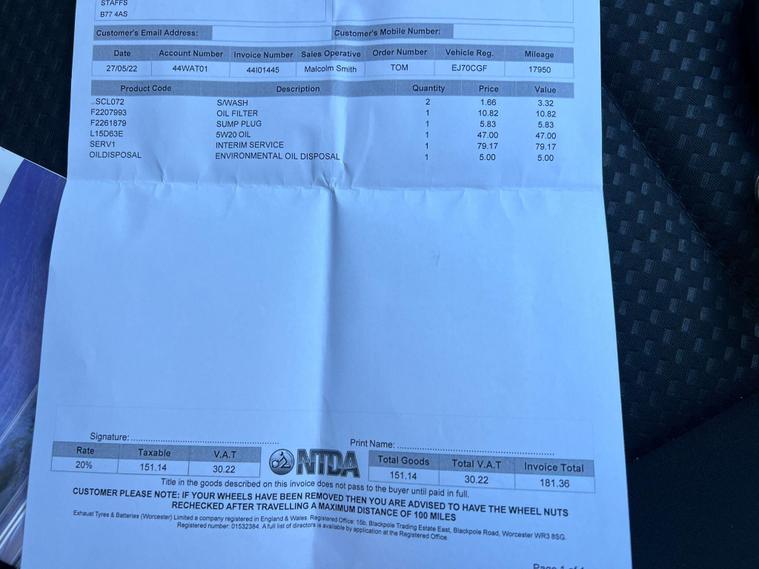 STAFFS
B77 4AS
Customer's Email Address: Customer's Mobile Number:
Date Account Number Invoice Number Sales Operative Order Number Vehicle Reg. Mileage
27/05/22 44WAT01 44I01445 Malcolm Smith TOM EJ70CGF 17950
Product Code Description Quantity Price Value
..SCL072 S/WASH 2 1.66 3.32
F2207993 OIL FILTER 1 10.82 10.82
F2261879 SUMP PLUG 1 5.83 5.83
L15D63E 5W20 OIL 1 47.00 47.00
SERV1 INTERIM SERVICE 1 79.17 79.17
OILDISPOSAL ENVIRONMENTAL OIL DISPOSAL 1 5.00 5.00
Signature: Print Name:
Rate Taxable V.A.T NTDA Total Goods Total V.A.T Invoice Total
20% 151.14 30.22 151.14 30.22 181.36
Title in the goods described on this invoice does not pass to the buyer until paid in full.
CUSTOMER PLEASE NOTE: IF YOUR WHEELS HAVE BEEN REMOVED THEN YOU ARE ADVISED TO HAVE THE WHEEL NUTS
RECHECKED AFTER TRAVELLING A MAXIMUM DISTANCE OF 100 MILES
Exhaust Tyres & Batteries (Worcester) Limited a company registered in England & Wales. Registered Office: 15b, Blackpole Trading Estate East, Blackpole Road, Worcester WR3 8SG.
Registered number: 01532384. A full list of directors is available by application at the Registered Office.
Page 1 of 1